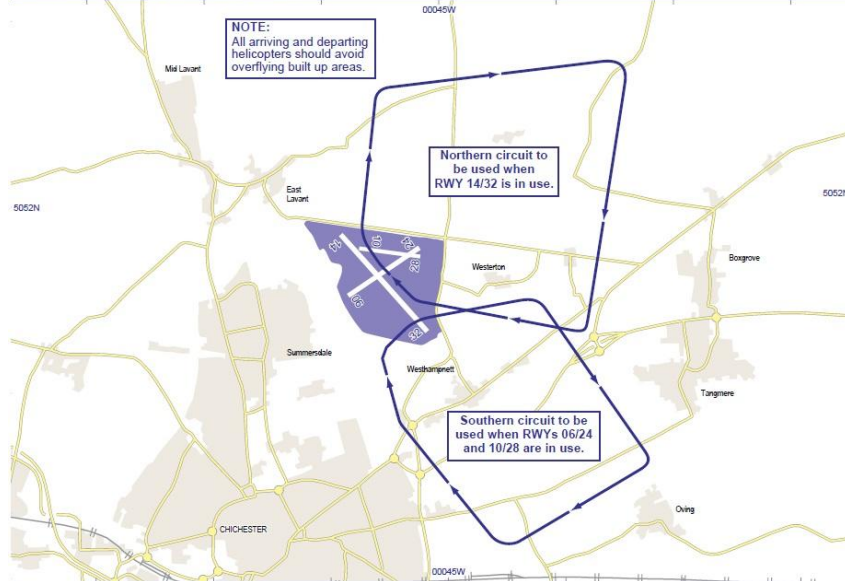 00045W
NOTE:
All arriving and departing
helicopters should avoid
overflying built up areas.
Mid Lavant
Northern circuit to
be used when
RWY 14/32 is in use.
East
Lavant
5052N
5052N
14
10
24
28
06
32
Westerton
Boxgrove
Summersdale
Westhampnett
Tangmere
Southern circuit to be
used when RWYs 06/24
and 10/28 are in use.
Oving
CHICHESTER
00045W